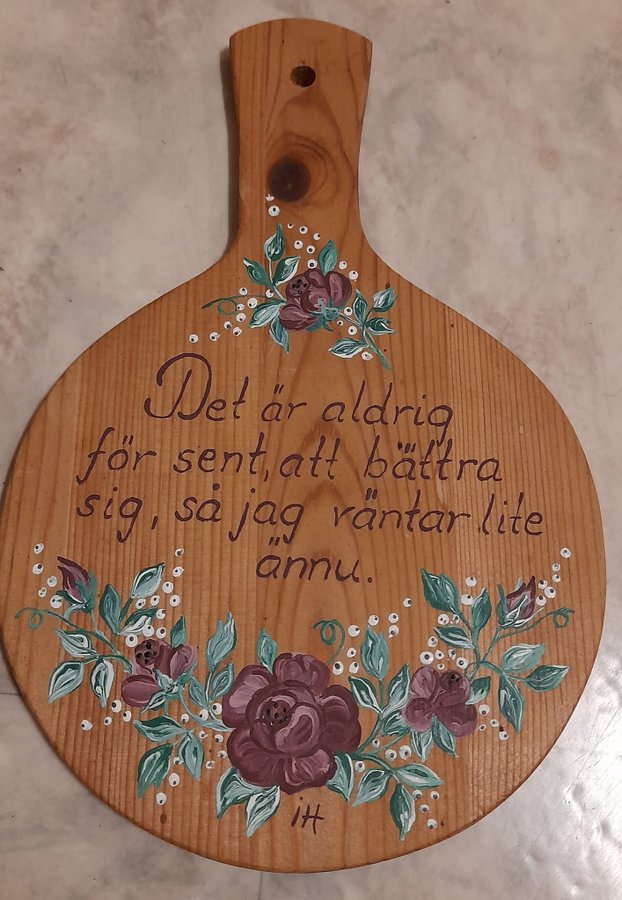 Det är aldrig
för sent, att bättra
sig, så jag väntar lite
ännu.
iH